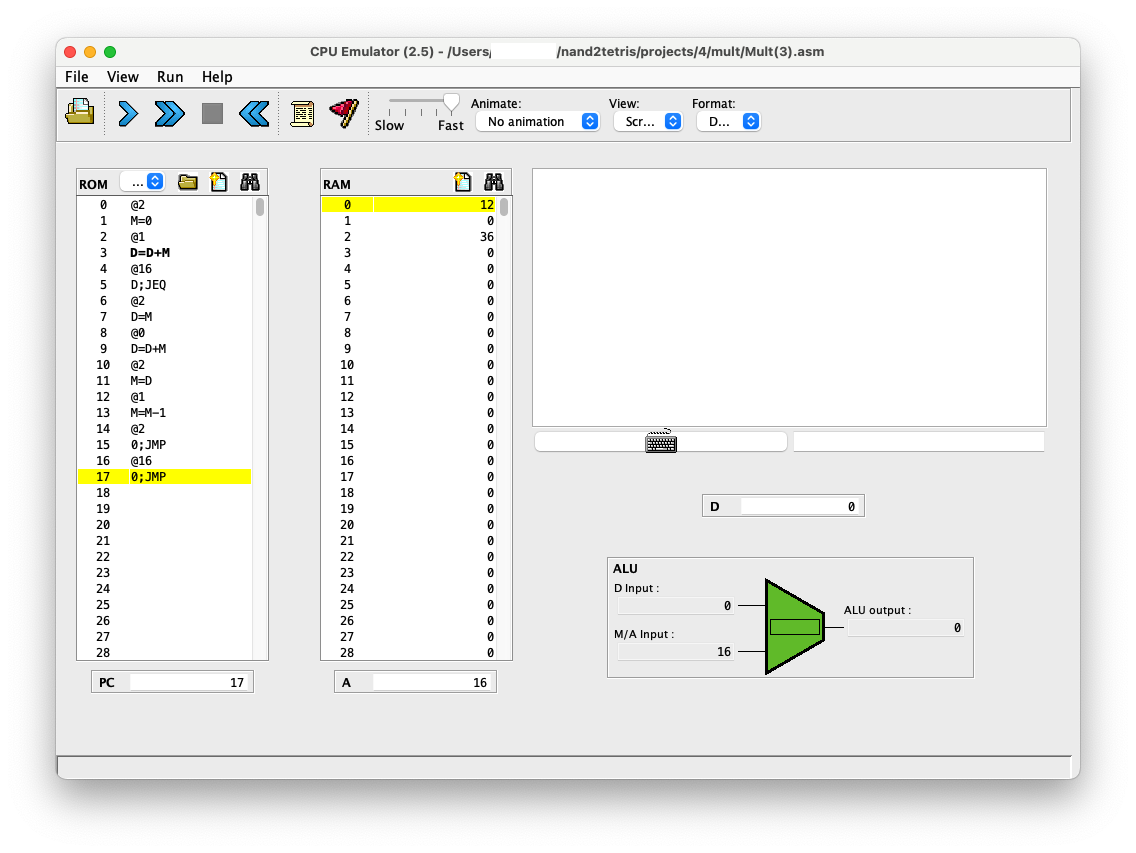 CPU Emulator (2.5) - /Users/ /nand2tetris/projects/4/mult/Mult(3).asm
File View Run Help
Slow Fast
Animate:
No animation
View:
Scr...
Format:
D...
ROM ...
0 @2
1 M=0
2 @1
3 D=D+M
4 @16
5 D;JEQ
6 @2
7 D=M
8 @0
9 D=D+M
10 @2
11 M=D
12 @1
13 M=M-1
14 @2
15 0;JMP
16 @16
17 0;JMP
18
19
20
21
22
23
24
25
26
27
28
PC 17
RAM
0 12
1 0
2 36
3 0
4 0
5 0
6 0
7 0
8 0
9 0
10 0
11 0
12 0
13 0
14 0
15 0
16 0
17 0
18 0
19 0
20 0
21 0
22 0
23 0
24 0
25 0
26 0
27 0
28 0
A 16
D 0
ALU
D Input :
0
M/A Input :
16
ALU output :
0